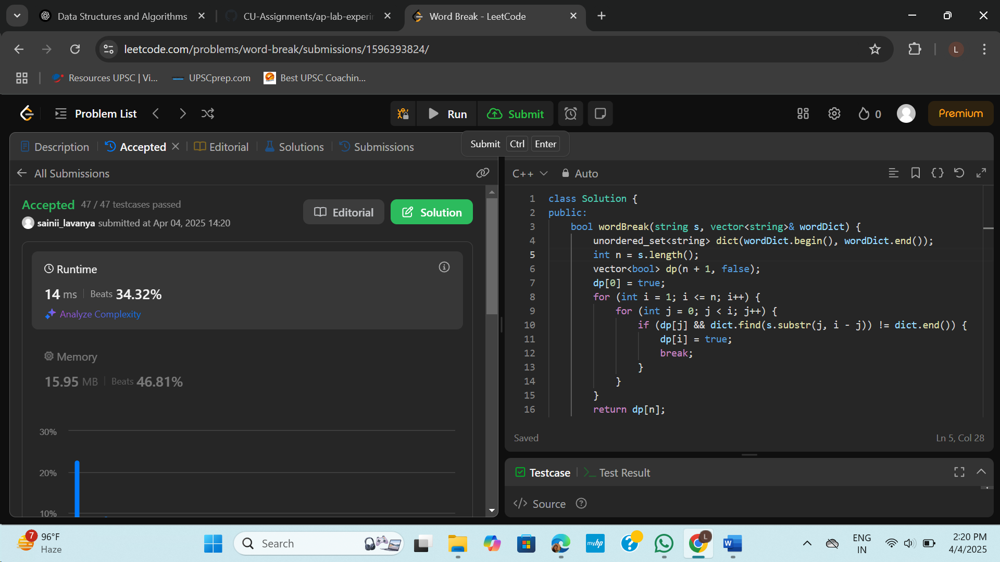 Data Structures and Algorithms
CU-Assignments/ap-lab-experin
Word Break - LeetCode
leetcode.com/problems/word-break/submissions/1596393824/
L
Resources UPSC | Vi...
UPSCprep.com
Best UPSC Coachin...
Problem List
Run
Submit
0
Premium
Description
Accepted
Editorial
Solutions
Submissions
Submit Ctrl Enter
All Submissions
C++
Auto
Accepted 47 / 47 testcases passed
sainii_lavanya submitted at Apr 04, 2025 14:20
Editorial
Solution
Runtime
14 ms | Beats 34.32%
Analyze Complexity
Memory
15.95 MB | Beats 46.81%
30%
20%
10%
1 class Solution {
2 public:
3 bool wordBreak(string s, vector<string>& wordDict) {
4 unordered_set<string> dict(wordDict.begin(), wordDict.end());
5 int n = s.length();
6 vector<bool> dp(n + 1, false);
7 dp[0] = true;
8 for (int i = 1; i <= n; i++) {
9 for (int j = 0; j < i; j++) {
10 if (dp[j] && dict.find(s.substr(j, i - j)) != dict.end()) {
11 dp[i] = true;
12 break;
13 }
14 }
15 }
16 return dp[n];
Saved
Ln 5, Col 28
Testcase
>_ Test Result
</> Source
7
96°F
Haze
Search
myhp
L
ENG
IN
2:20 PM
4/4/2025